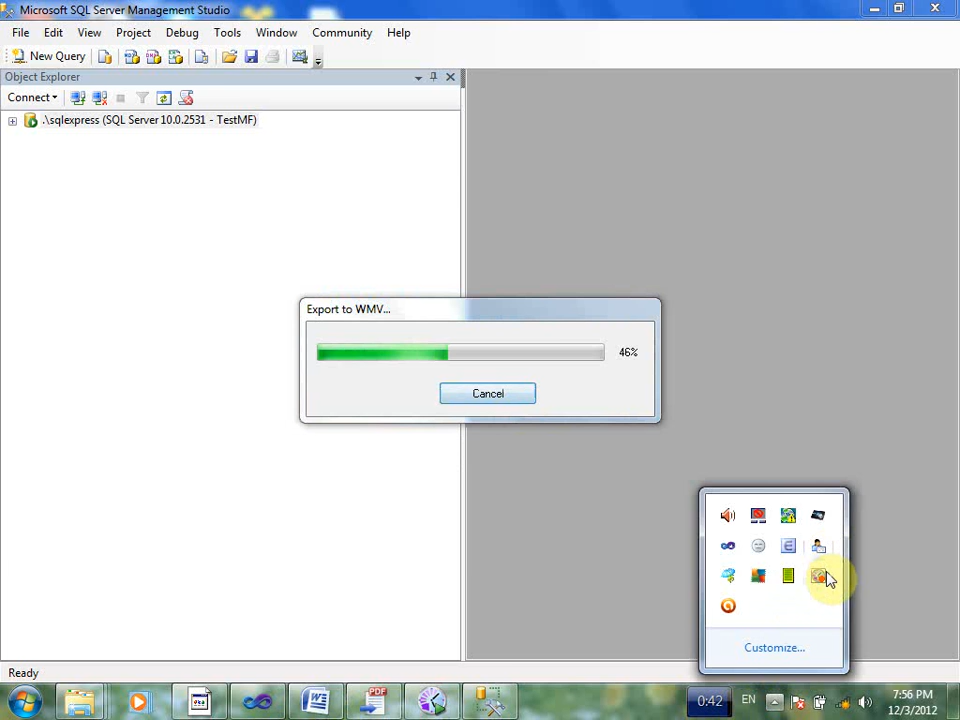 Microsoft SQL Server Management Studio
File Edit View Project Debug Tools Window Community Help
New Query
Object Explorer
Connect
.\sqlexpress (SQL Server 10.0.2531 - TestMF)
Export to WMV...
46%
Cancel
Customize...
Ready
PDF
0:42 EN 7:56 PM
12/3/2012